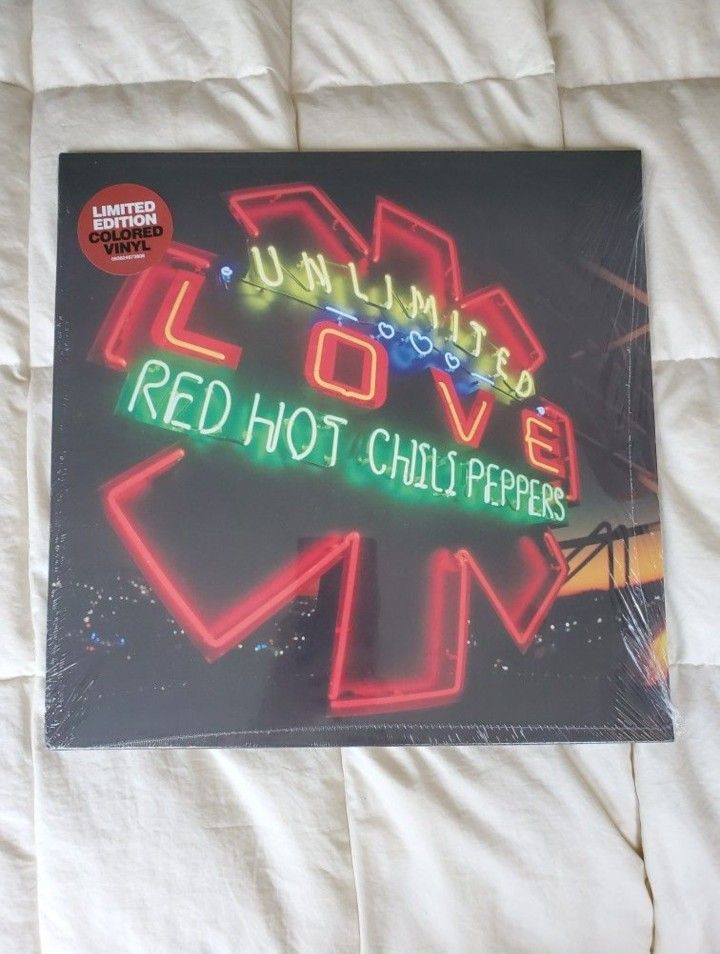 LIMITED
EDITION
COLORED
VINYL
UNLIMITED
LOVE
RED HOT CHILI PEPPERS